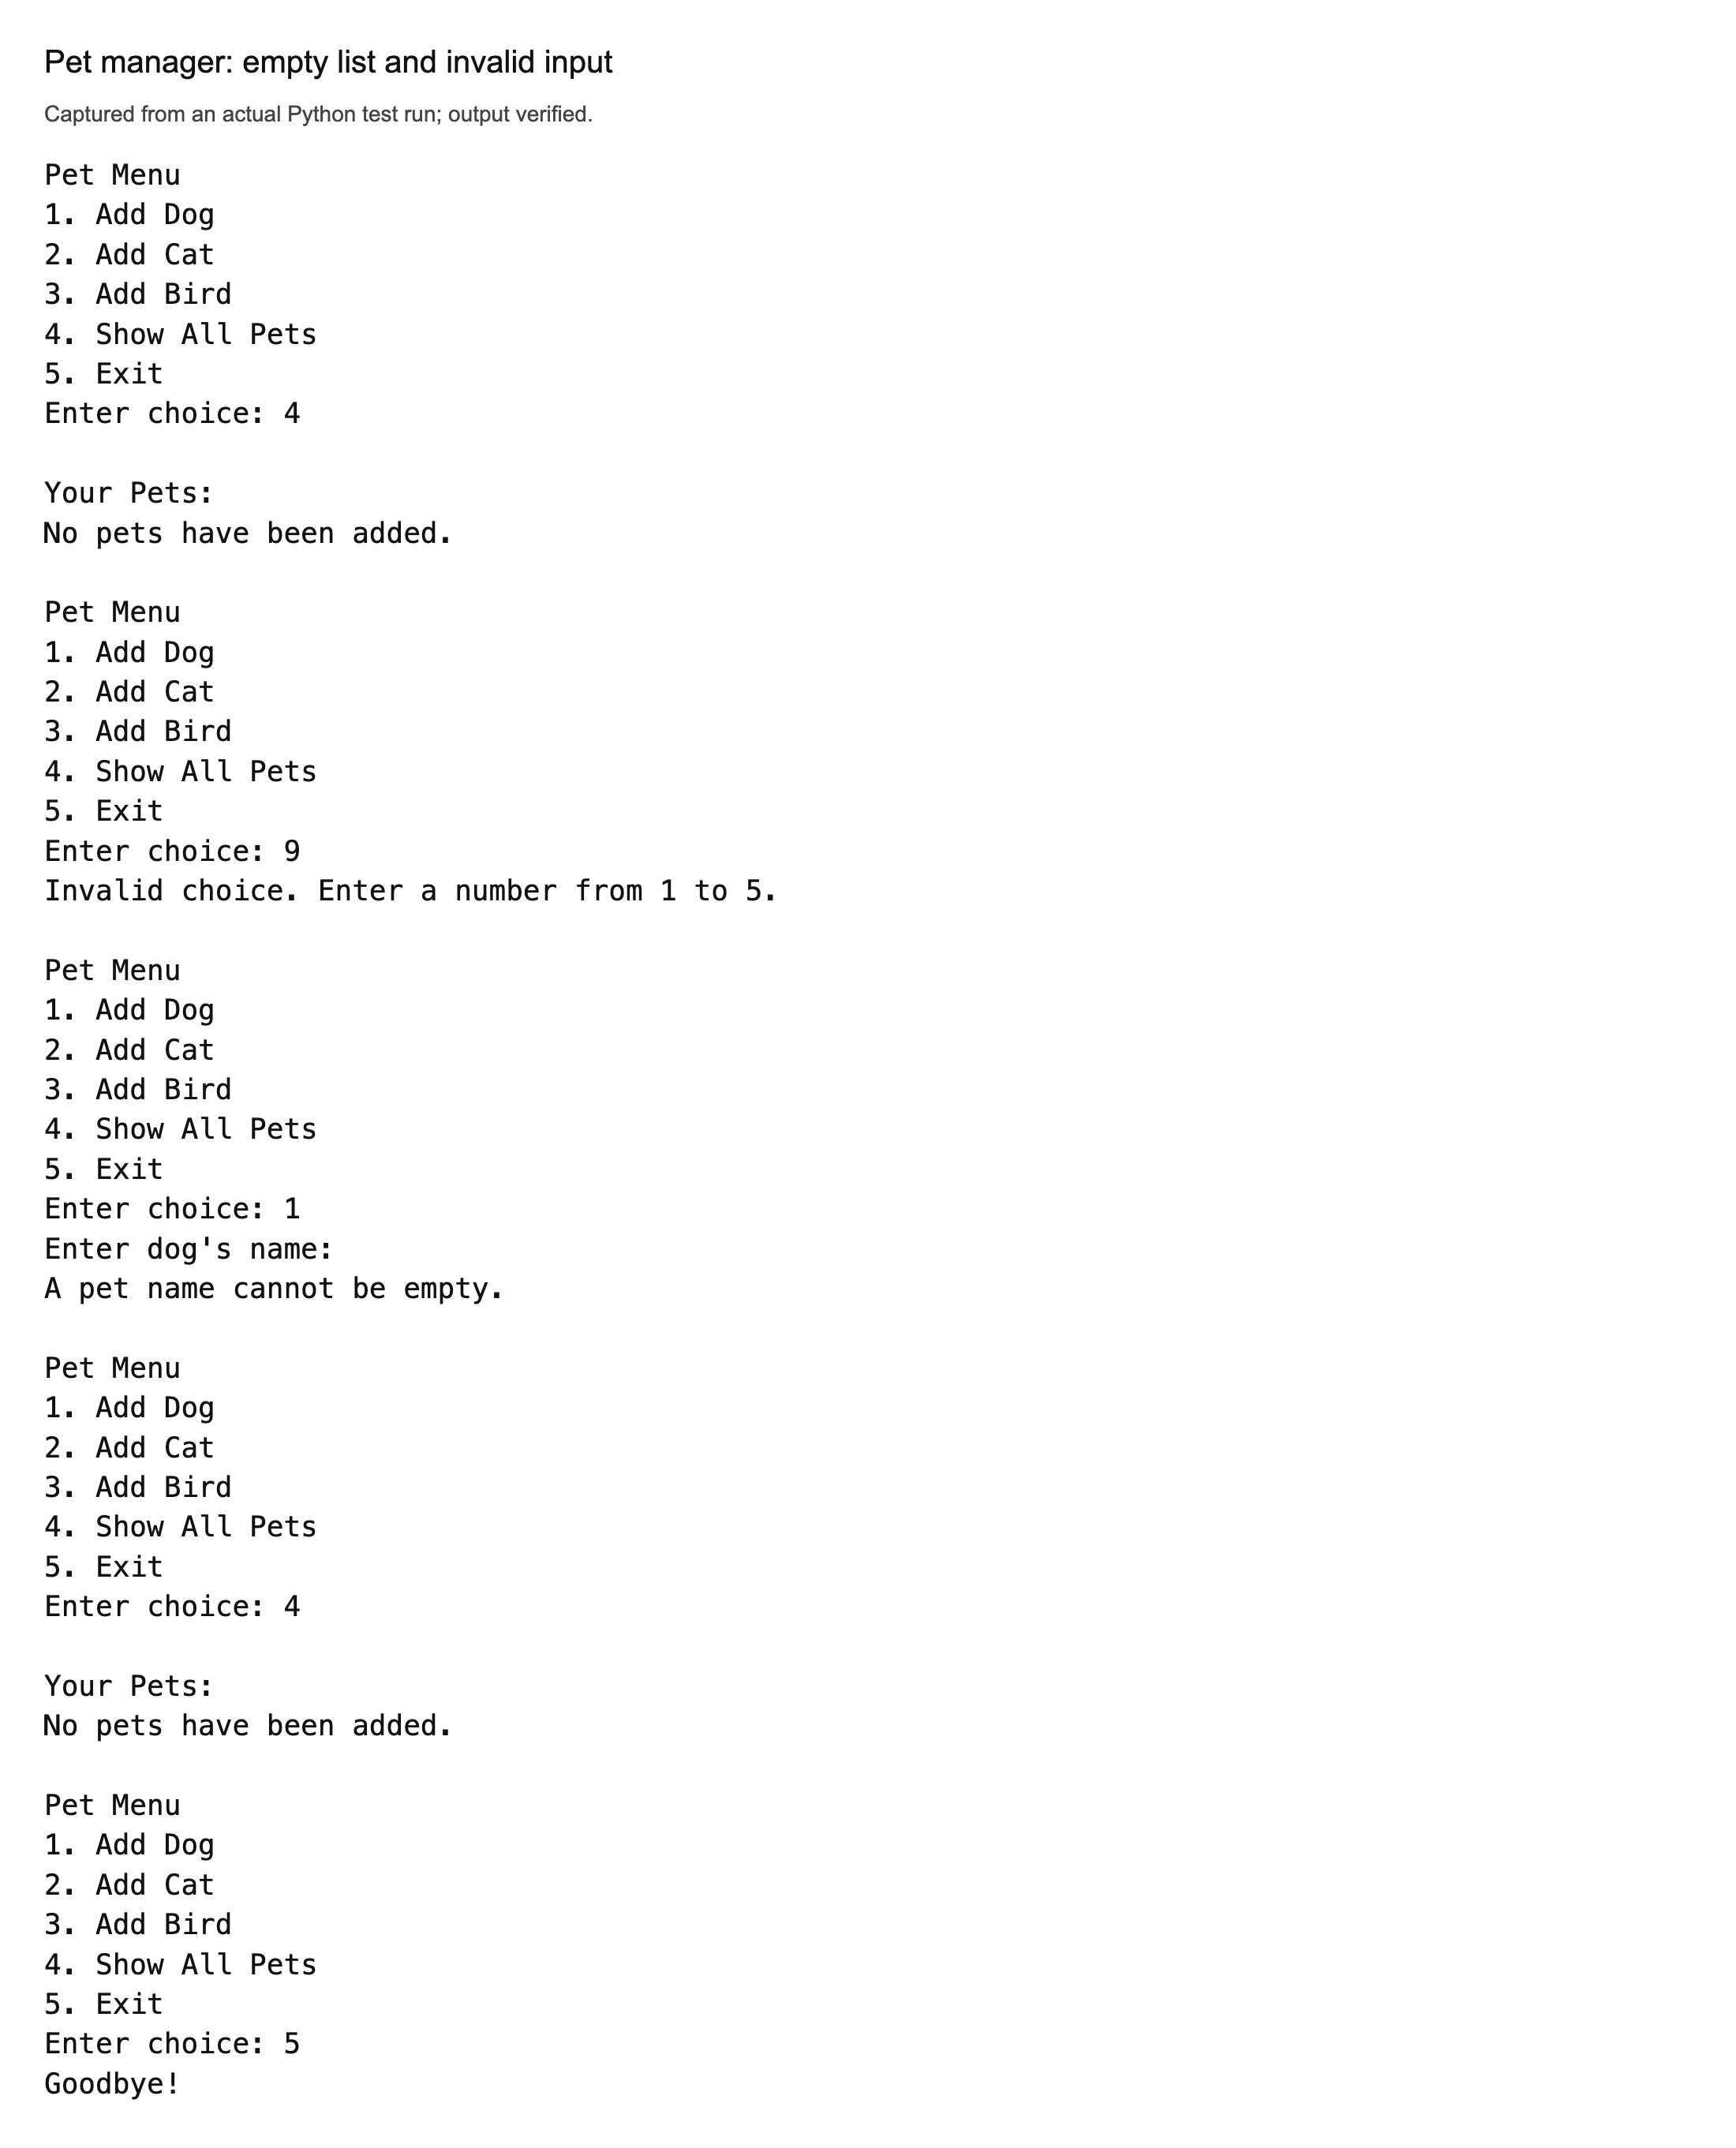 Pet manager: empty list and invalid input
Captured from an actual Python test run; output verified.
Pet Menu
1. Add Dog
2. Add Cat
3. Add Bird
4. Show All Pets
5. Exit
Enter choice: 4
Your Pets:
No pets have been added.
Pet Menu
1. Add Dog
2. Add Cat
3. Add Bird
4. Show All Pets
5. Exit
Enter choice: 9
Invalid choice. Enter a number from 1 to 5.
Pet Menu
1. Add Dog
2. Add Cat
3. Add Bird
4. Show All Pets
5. Exit
Enter choice: 1
Enter dog's name:
A pet name cannot be empty.
Pet Menu
1. Add Dog
2. Add Cat
3. Add Bird
4. Show All Pets
5. Exit
Enter choice: 4
Your Pets:
No pets have been added.
Pet Menu
1. Add Dog
2. Add Cat
3. Add Bird
4. Show All Pets
5. Exit
Enter choice: 5
Goodbye!